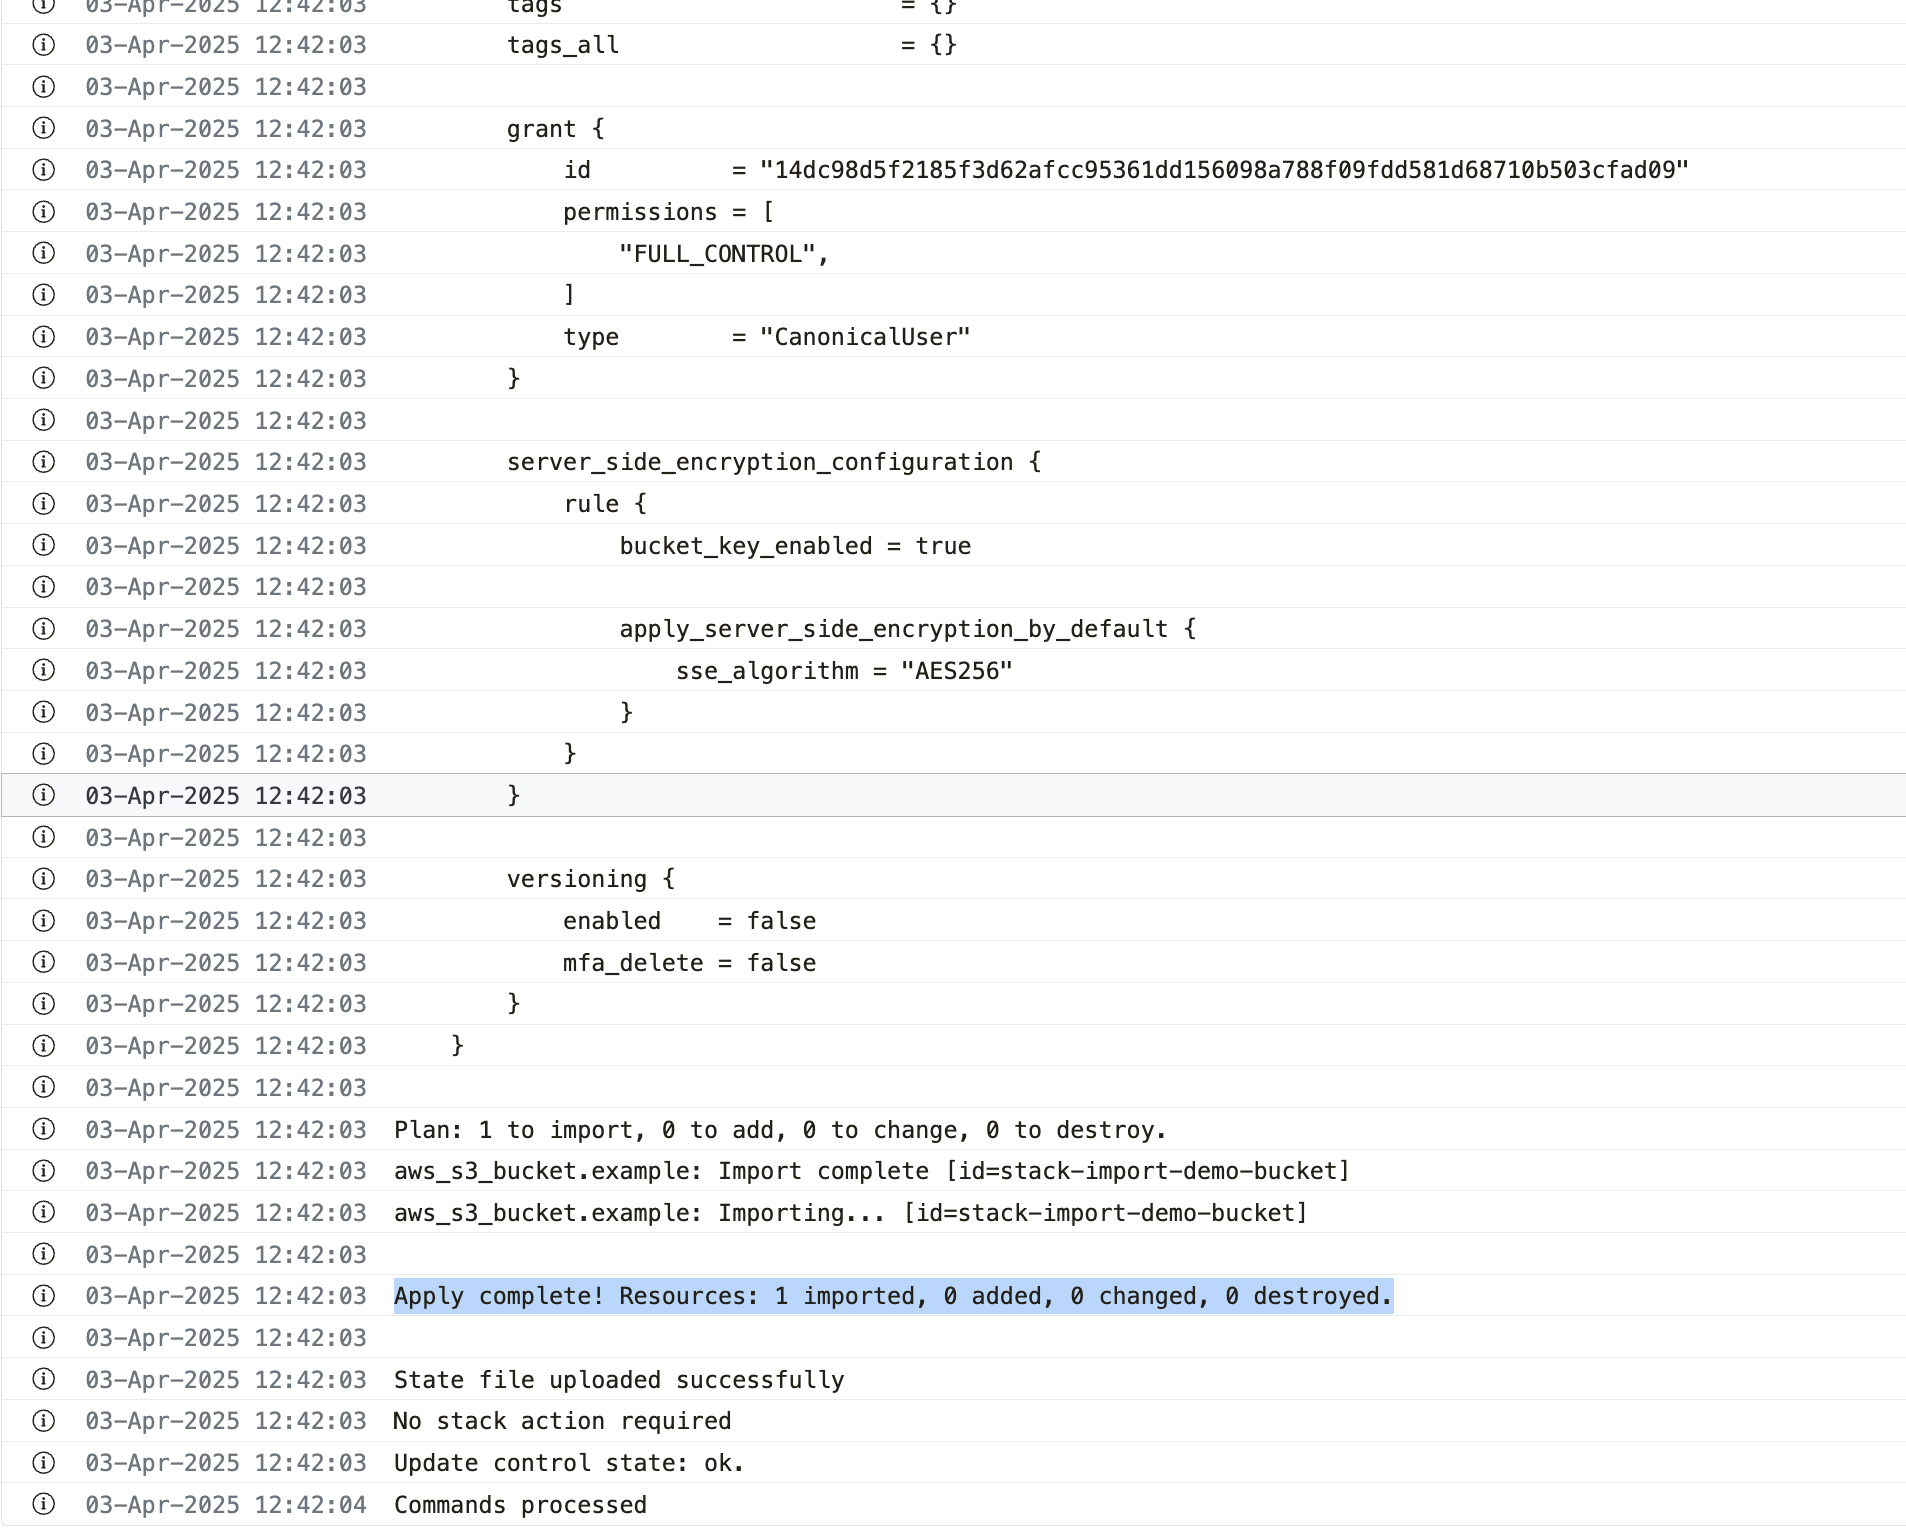 03-Apr-2025 12:42:03 tags = {}
03-Apr-2025 12:42:03 tags_all = {}
03-Apr-2025 12:42:03
03-Apr-2025 12:42:03 grant {
03-Apr-2025 12:42:03 id = "14dc98d5f2185f3d62afcc95361dd156098a788f09fdd581d68710b503cfad09"
03-Apr-2025 12:42:03 permissions = [
03-Apr-2025 12:42:03 "FULL_CONTROL",
03-Apr-2025 12:42:03 ]
03-Apr-2025 12:42:03 type = "CanonicalUser"
03-Apr-2025 12:42:03 }
03-Apr-2025 12:42:03
03-Apr-2025 12:42:03 server_side_encryption_configuration {
03-Apr-2025 12:42:03 rule {
03-Apr-2025 12:42:03 bucket_key_enabled = true
03-Apr-2025 12:42:03
03-Apr-2025 12:42:03 apply_server_side_encryption_by_default {
03-Apr-2025 12:42:03 sse_algorithm = "AES256"
03-Apr-2025 12:42:03 }
03-Apr-2025 12:42:03 }
03-Apr-2025 12:42:03 }
03-Apr-2025 12:42:03
03-Apr-2025 12:42:03 versioning {
03-Apr-2025 12:42:03 enabled = false
03-Apr-2025 12:42:03 mfa_delete = false
03-Apr-2025 12:42:03 }
03-Apr-2025 12:42:03 }
03-Apr-2025 12:42:03
03-Apr-2025 12:42:03 Plan: 1 to import, 0 to add, 0 to change, 0 to destroy.
03-Apr-2025 12:42:03 aws_s3_bucket.example: Import complete [id=stack-import-demo-bucket]
03-Apr-2025 12:42:03 aws_s3_bucket.example: Importing... [id=stack-import-demo-bucket]
03-Apr-2025 12:42:03
03-Apr-2025 12:42:03 Apply complete! Resources: 1 imported, 0 added, 0 changed, 0 destroyed.
03-Apr-2025 12:42:03
03-Apr-2025 12:42:03 State file uploaded successfully
03-Apr-2025 12:42:03 No stack action required
03-Apr-2025 12:42:03 Update control state: ok.
03-Apr-2025 12:42:04 Commands processed